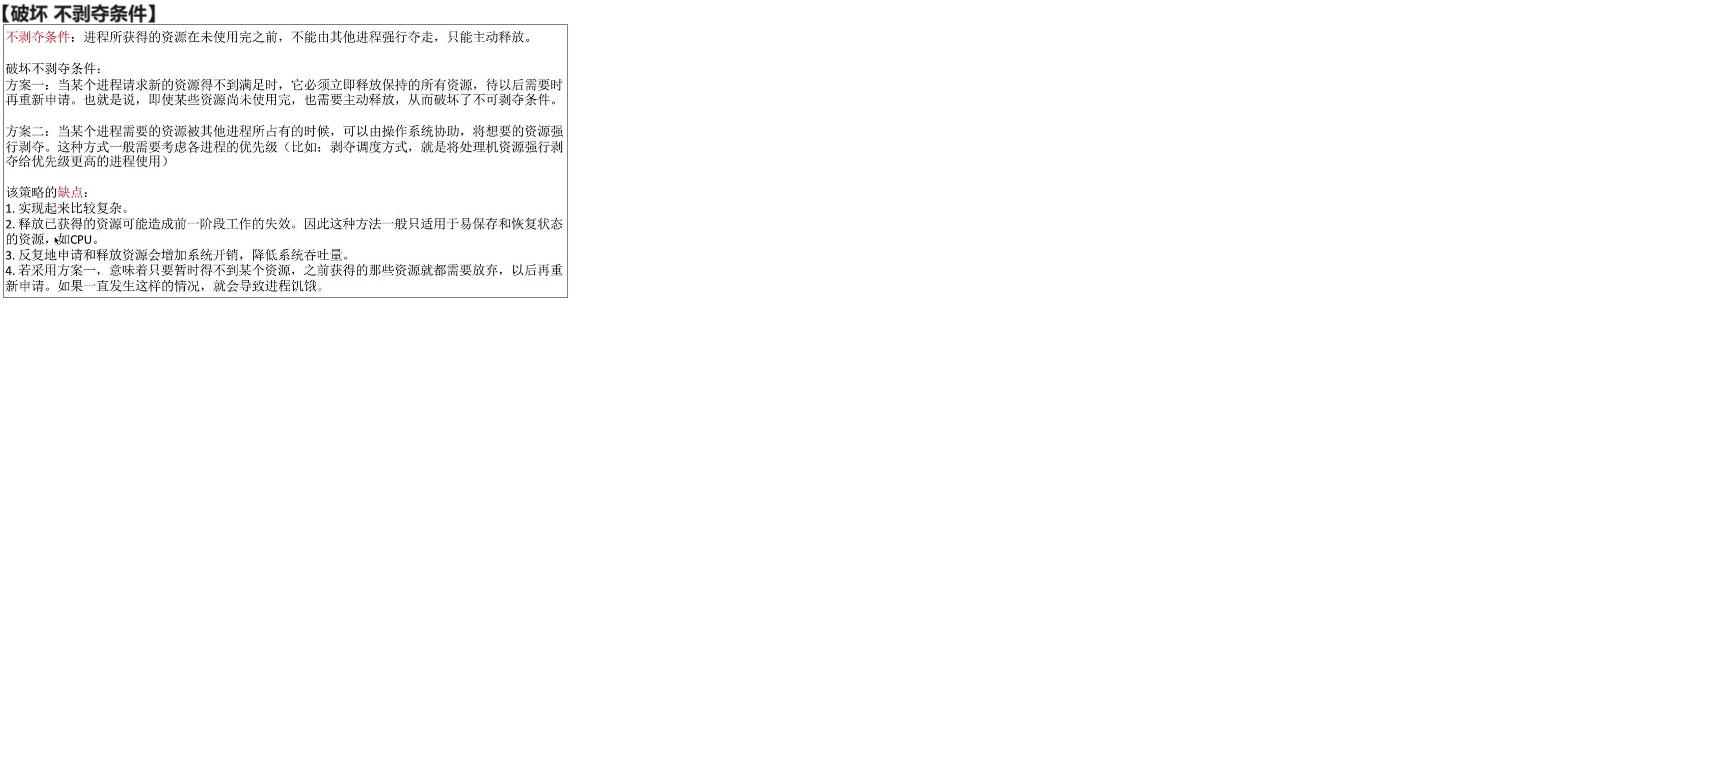 【破坏 不剥夺条件】
不剥夺条件：进程所获得的资源在未使用完之前，不能由其他进程强行夺走，只能主动释放。
破坏不剥夺条件：
方案一：当某个进程请求新的资源得不到满足时，它必须立即释放保持的所有资源，待以后需要时
再重新申请。也就是说，即使某些资源尚未使用完，也需要主动释放，从而破坏了不可剥夺条件。
方案二：当某个进程需要的资源被其他进程所占有的时候，可以由操作系统协助，将想要的资源强
行剥夺。这种方式一般需要考虑各进程的优先级（比如：剥夺调度方式，就是将处理机资源强行剥
夺给优先级更高的进程使用）
该策略的缺点：
1. 实现起来比较复杂。
2. 释放已获得的资源可能造成前一阶段工作的失效。因此这种方法一般只适用于易保存和恢复状态
的资源，如CPU。
3. 反复地申请和释放资源会增加系统开销，降低系统吞吐量。
4. 若采用方案一，意味着只要暂时得不到某个资源，之前获得的那些资源就都需要放弃，以后再重
新申请。如果一直发生这样的情况，就会导致进程饥饿。